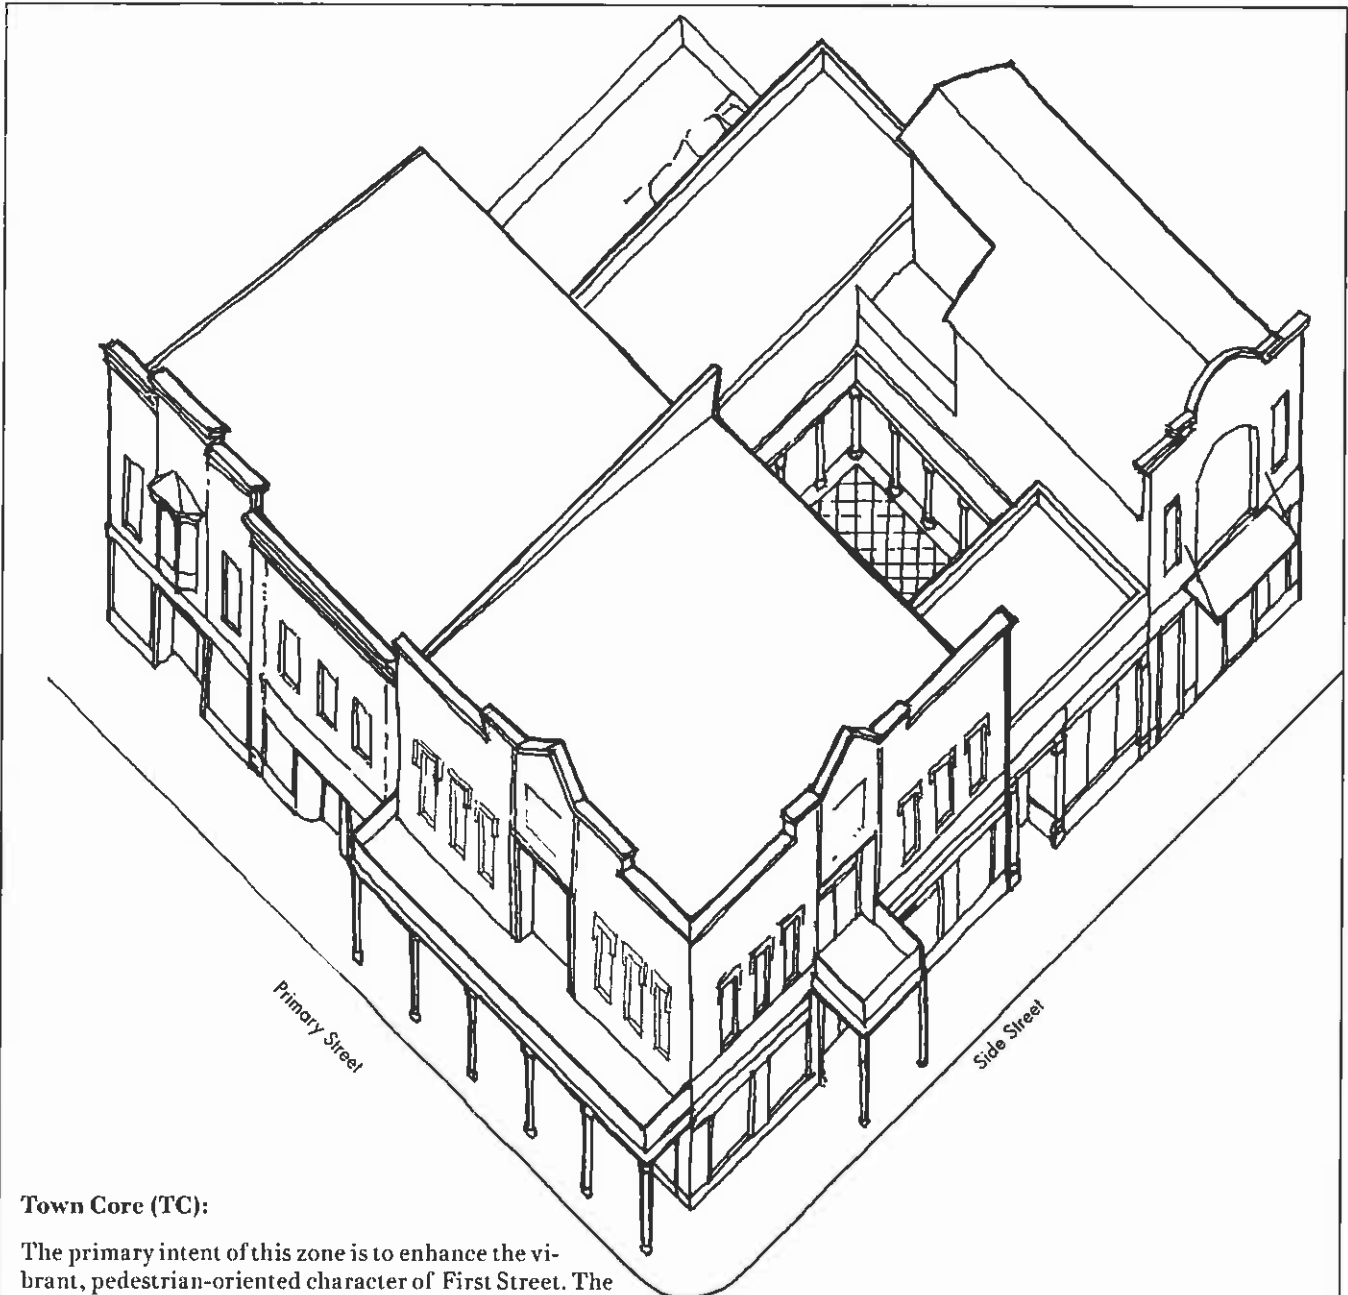 Primary Street
Side Street
Town Core (TC):
The primary intent of this zone is to enhance the vi-
brant, pedestrian-oriented character of First Street. The